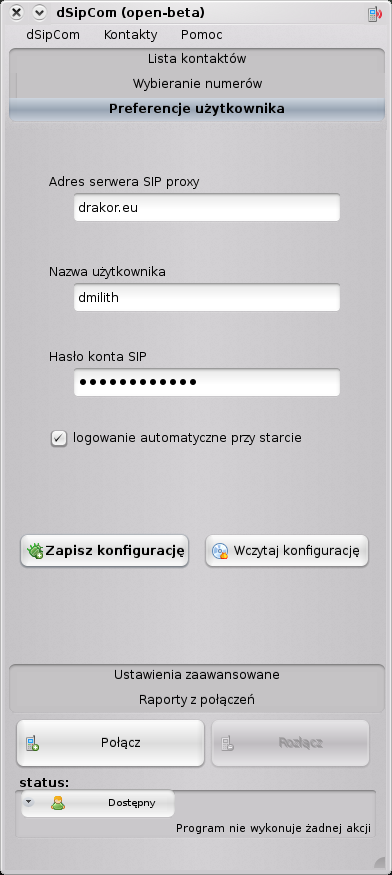 dSipCom (open-beta)
dSipCom Kontakty Pomoc
Lista kontaktów
Wybieranie numerów
Preferencje użytkownika
Adres serwera SIP proxy
drakor.eu
Nazwa użytkownika
dmilith
Hasło konta SIP
●●●●●●●●●●●●
logowanie automatyczne przy starcie
Zapisz konfigurację Wczytaj konfigurację
Ustawienia zaawansowane
Raporty z połączeń
Połącz Rozłącz
status:
Dostępny
Program nie wykonuje żadnej akcji